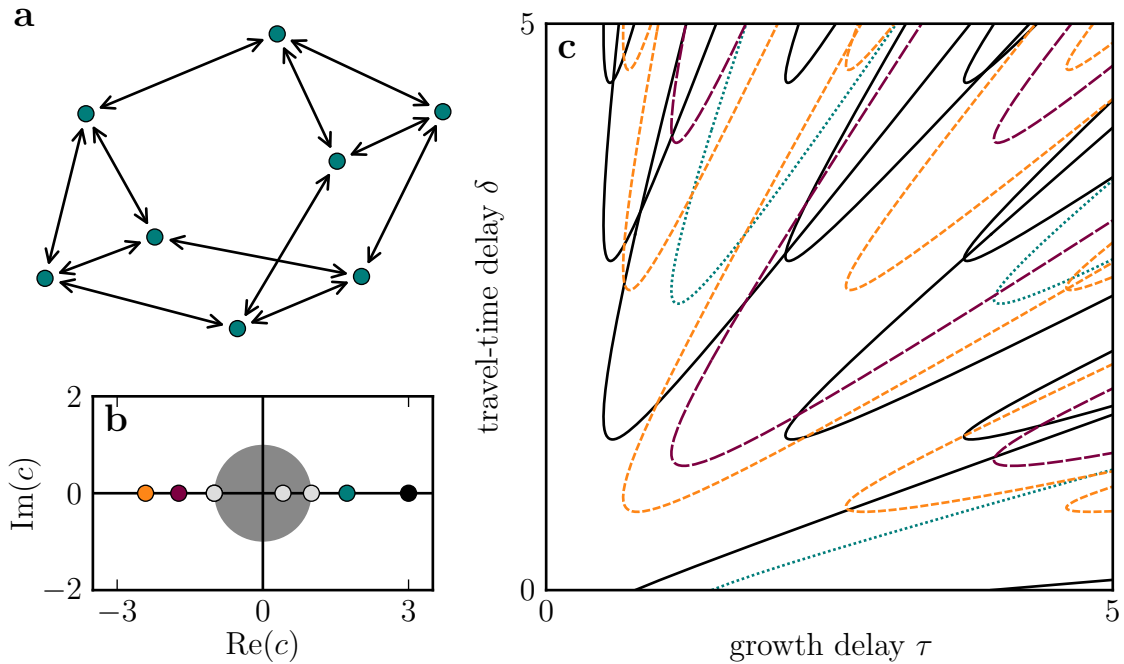 a
b
2
0
−2
−3
0
3
Im(c)
Re(c)
c
5
0
0
5
travel-time delay δ
growth delay τ